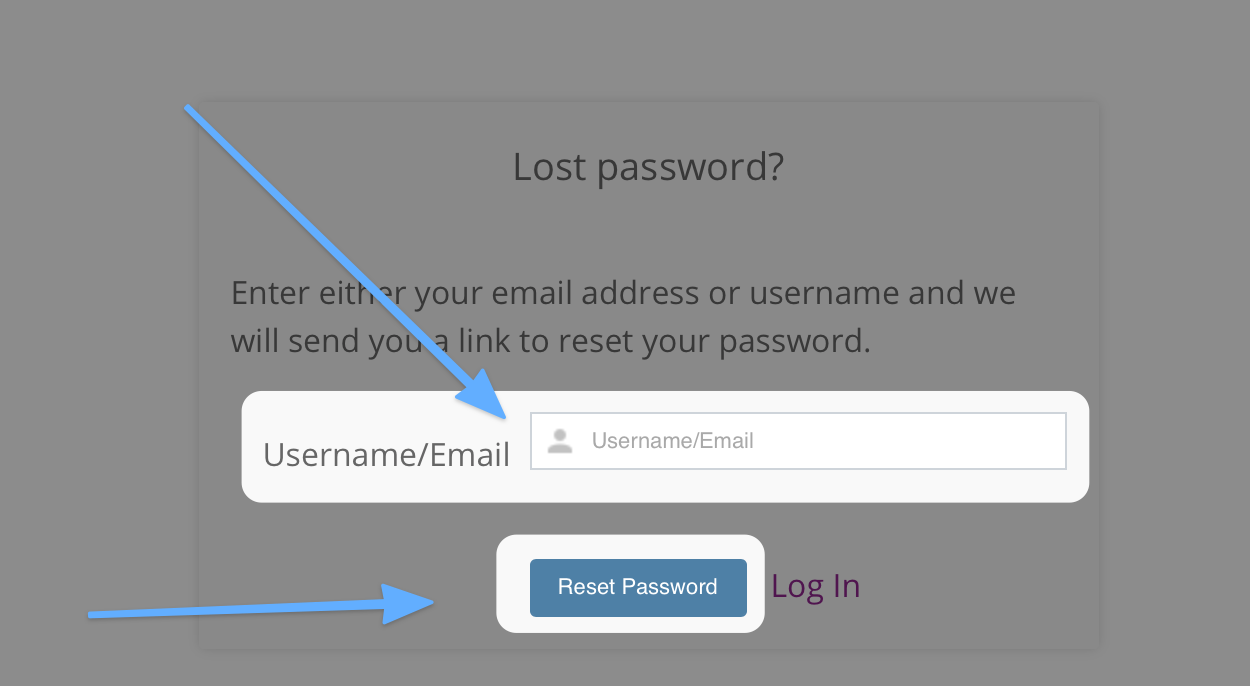 Lost password?
Enter either your email address or username and we
will send you a link to reset your password.
Username/Email
Username/Email
Reset Password
Log In